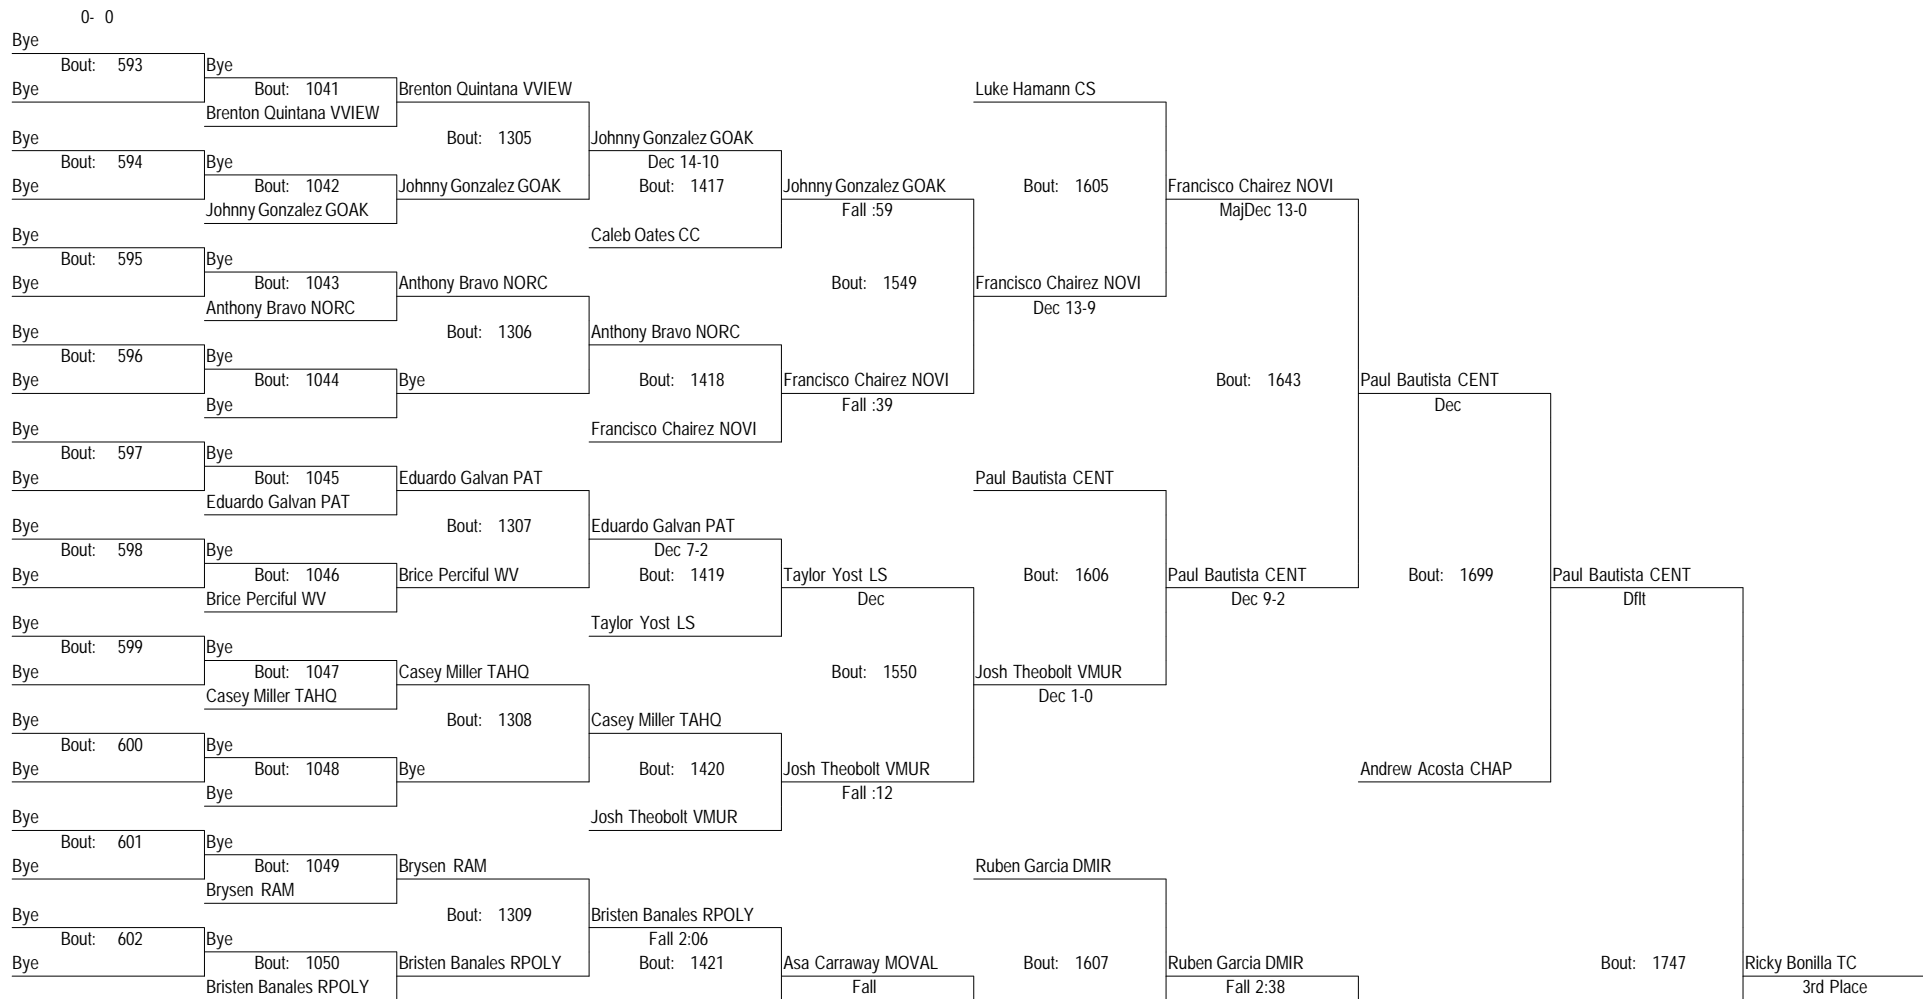 0- 0
Bye
Bout: 593 Bye
Bye Bout: 1041 Brenton Quintana VVIEW Luke Hamann CS
Brenton Quintana VVIEW
Bye Bout: 1305 Johnny Gonzalez GOAK
Bout: 594 Bye Dec 14-10
Bye Bout: 1042 Johnny Gonzalez GOAK Bout: 1417 Johnny Gonzalez GOAK Bout: 1605 Francisco Chairez NOVI
Johnny Gonzalez GOAK Fall :59 MajDec 13-0
Bye Caleb Oates CC
Bout: 595 Bye
Bye Bout: 1043 Anthony Bravo NORC Bout: 1549 Francisco Chairez NOVI
Anthony Bravo NORC Dec 13-9
Bye Bout: 1306 Anthony Bravo NORC
Bout: 596 Bye
Bye Bout: 1044 Bye Bout: 1418 Francisco Chairez NOVI Bout: 1643 Paul Bautista CENT
Bye Fall :39 Dec
Bye Francisco Chairez NOVI
Bout: 597 Bye
Bye Bout: 1045 Eduardo Galvan PAT Paul Bautista CENT
Eduardo Galvan PAT
Bye Bout: 1307 Eduardo Galvan PAT
Bout: 598 Bye Dec 7-2
Bye Bout: 1046 Brice Perciful WV Bout: 1419 Taylor Yost LS Bout: 1606 Paul Bautista CENT Bout: 1699 Paul Bautista CENT
Brice Perciful WV Dec Dec 9-2 Dflt
Bye Taylor Yost LS
Bout: 599 Bye
Bye Bout: 1047 Casey Miller TAHQ Bout: 1550 Josh Theobolt VMUR
Casey Miller TAHQ Dec 1-0
Bye Bout: 1308 Casey Miller TAHQ
Bout: 600 Bye
Bye Bout: 1048 Bye Bout: 1420 Josh Theobolt VMUR Andrew Acosta CHAP
Bye Fall :12
Bye Josh Theobolt VMUR
Bout: 601 Bye
Bye Bout: 1049 Brysen RAM Ruben Garcia DMIR
Brysen RAM
Bye Bout: 1309 Bristen Banales RPOLY
Bout: 602 Bye Fall 2:06
Bye Bout: 1050 Bristen Banales RPOLY Bout: 1421 Asa Carraway MOVAL Bout: 1607 Ruben Garcia DMIR Bout: 1747 Ricky Bonilla TC
Bristen Banales RPOLY Fall Fall 2:38 3rd Place